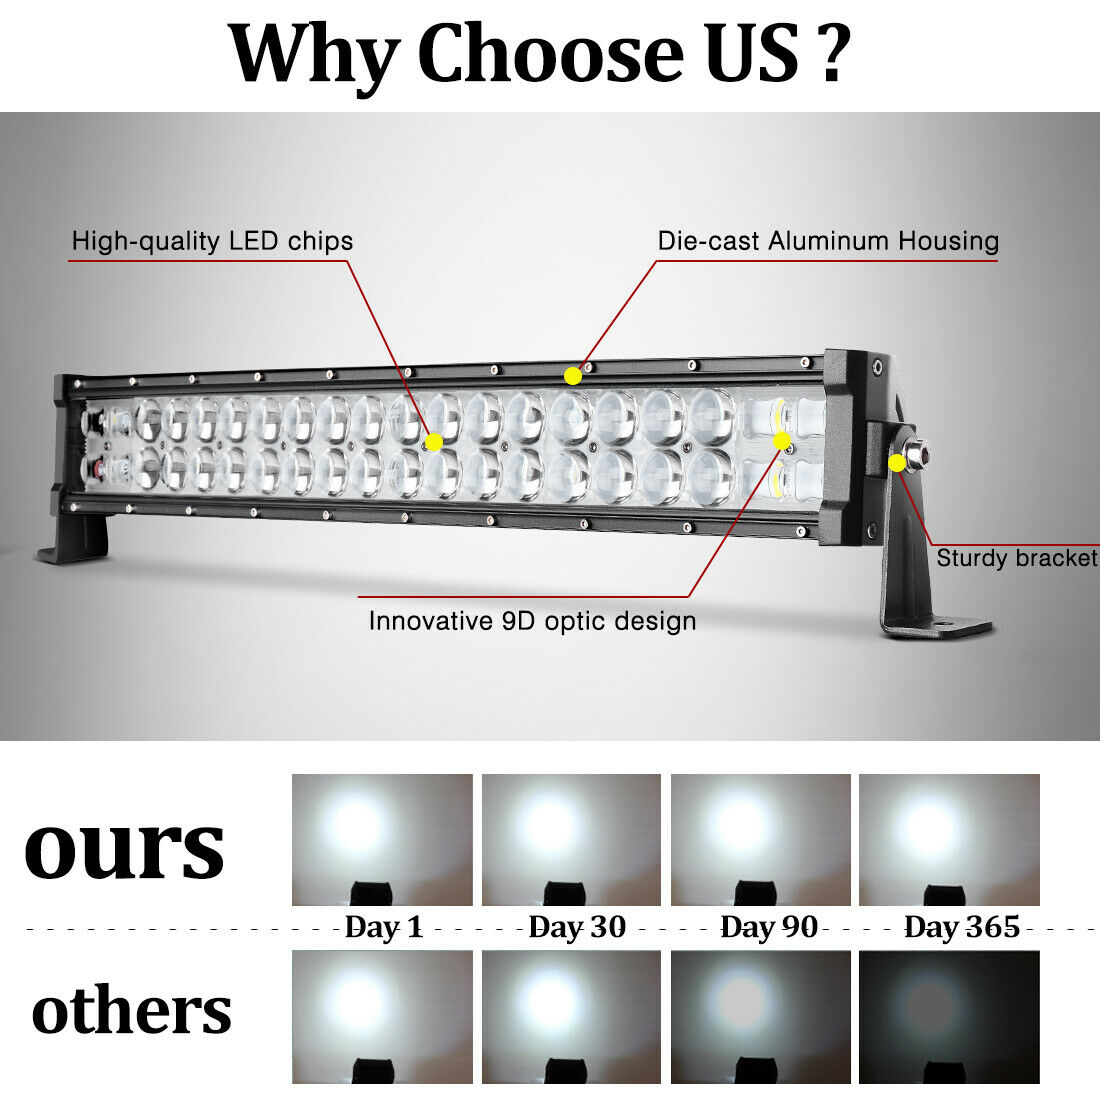 Why Choose US ?
High-quality LED chips
Die-cast Aluminum Housing
Sturdy bracket
Innovative 9D optic design
ours
Day 1
Day 30
Day 90
Day 365
others